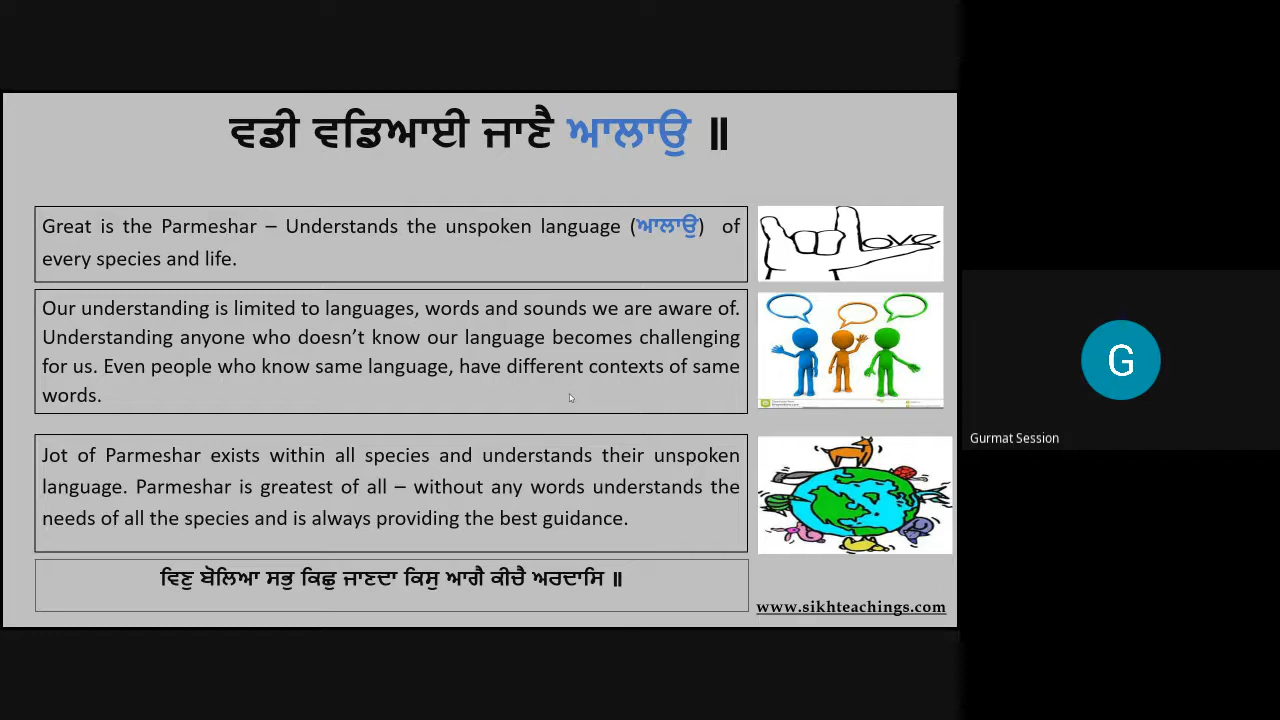 ਵਡੀ ਵਡਿਆਈ ਜਾਣੈ ਆਲਾਉ ॥
Great is the Parmeshar – Understands the unspoken language (ਆਲਾਉ) of
every species and life.
love
Our understanding is limited to languages, words and sounds we are aware of.
Understanding anyone who doesn’t know our language becomes challenging
for us. Even people who know same language, have different contexts of same
words.
Jot of Parmeshar exists within all species and understands their unspoken
language. Parmeshar is greatest of all – without any words understands the
needs of all the species and is always providing the best guidance.
ਵਿਣੁ ਬੋਲਿਆ ਸਭੁ ਕਿਛੁ ਜਾਣਦਾ ਕਿਸੁ ਆਗੈ ਕੀਚੈ ਅਰਦਾਸਿ ॥
www.sikhteachings.com
G
Gurmat Session